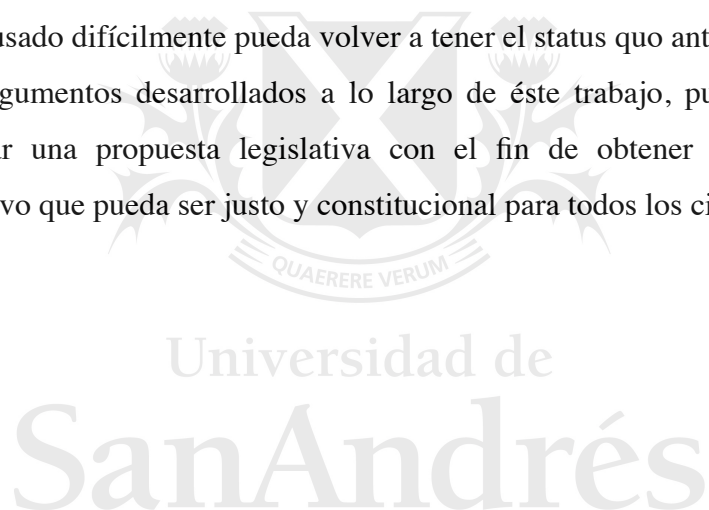 usado difícilmente pueda volver a tener el status quo ant
gumentos desarrollados a lo largo de éste trabajo, pu
r una propuesta legislativa con el fin de obtener
vo que pueda ser justo y constitucional para todos los ci
QUAERERE VERUM
Universidad de
SanAndrés